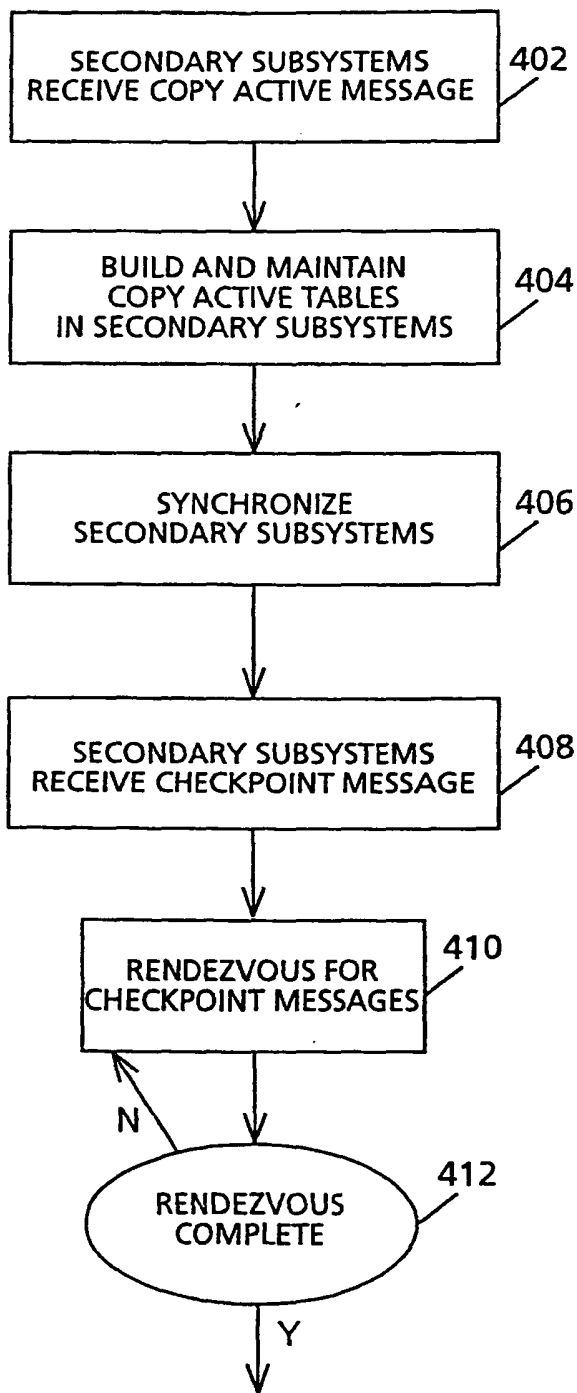 SECONDARY SUBSYSTEMS
RECEIVE COPY ACTIVE MESSAGE
402
BUILD AND MAINTAIN
COPY ACTIVE TABLES
IN SECONDARY SUBSYSTEMS
404
SYNCHRONIZE
SECONDARY SUBSYSTEMS
406
SECONDARY SUBSYSTEMS
RECEIVE CHECKPOINT MESSAGE
408
RENDEZVOUS FOR
CHECKPOINT MESSAGES
410
N
RENDEZVOUS
COMPLETE
412
Y